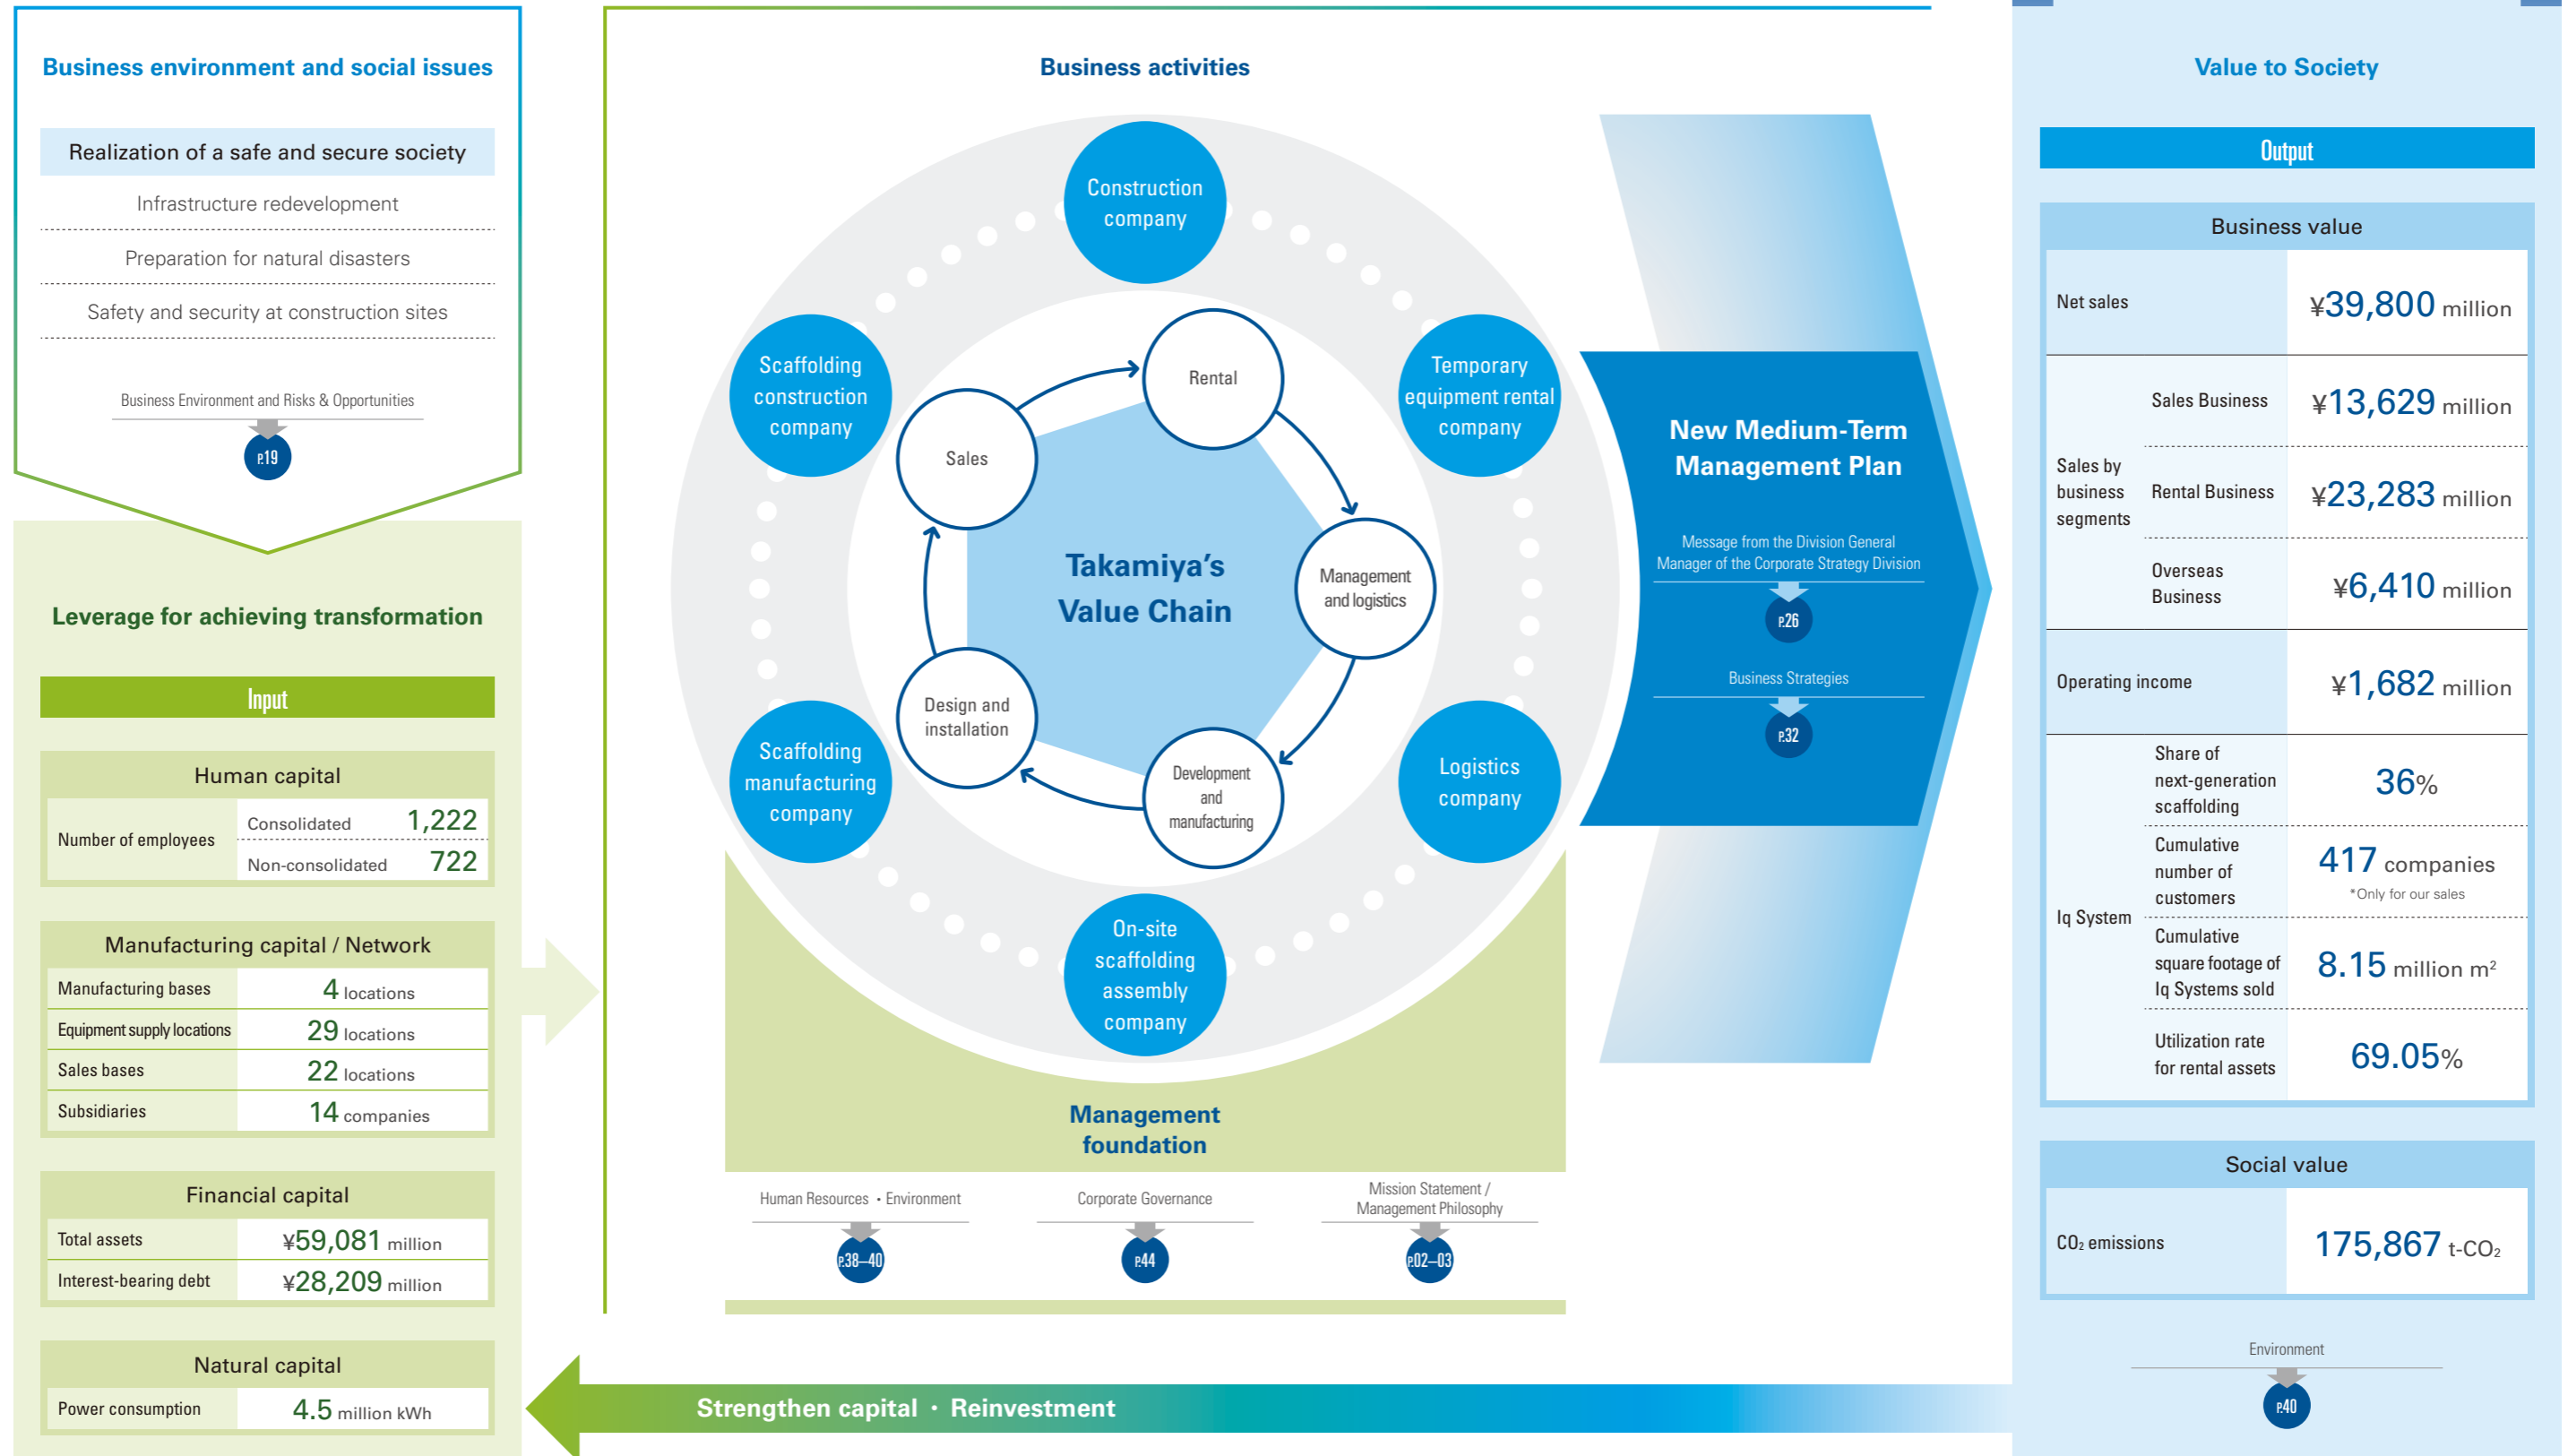 Business environment and social issues
Realization of a safe and secure society
Infrastructure redevelopment
Preparation for natural disasters
Safety and security at construction sites
Business Environment and Risks & Opportunities
P.19
Leverage for achieving transformation
Input
Human capital
Number of employees
Consolidated 1,222
Non-consolidated 722
Manufacturing capital / Network
Manufacturing bases 4 locations
Equipment supply locations 29 locations
Sales bases 22 locations
Subsidiaries 14 companies
Financial capital
Total assets ¥59,081 million
Interest-bearing debt ¥28,209 million
Natural capital
Power consumption 4.5 million kWh
Business activities
Construction
company
Scaffolding
construction
company
Temporary
equipment rental
company
Rental
Sales
Management
and logistics
Takamiya's
Value Chain
Design and
installation
Development
and
manufacturing
Scaffolding
manufacturing
company
Logistics
company
On-site
scaffolding
assembly
company
New Medium-Term
Management Plan
Message from the Division General
Manager of the Corporate Strategy Division
P.26
Business Strategies
P.32
Management
foundation
Human Resources・Environment
P.38–40
Corporate Governance
P.44
Mission Statement /
Management Philosophy
P.02–03
Strengthen capital・Reinvestment
Value to Society
Output
Business value
Net sales ¥39,800 million
Sales by
business
segments
Sales Business ¥13,629 million
Rental Business ¥23,283 million
Overseas
Business
¥6,410 million
Operating income ¥1,682 million
Iq System
Share of
next-generation
scaffolding
36%
Cumulative
number of
customers
417 companies
*Only for our sales
Cumulative
square footage of
Iq Systems sold
8.15 million m²
Utilization rate
for rental assets
69.05%
Social value
CO₂ emissions 175,867 t-CO₂
Environment
P.40